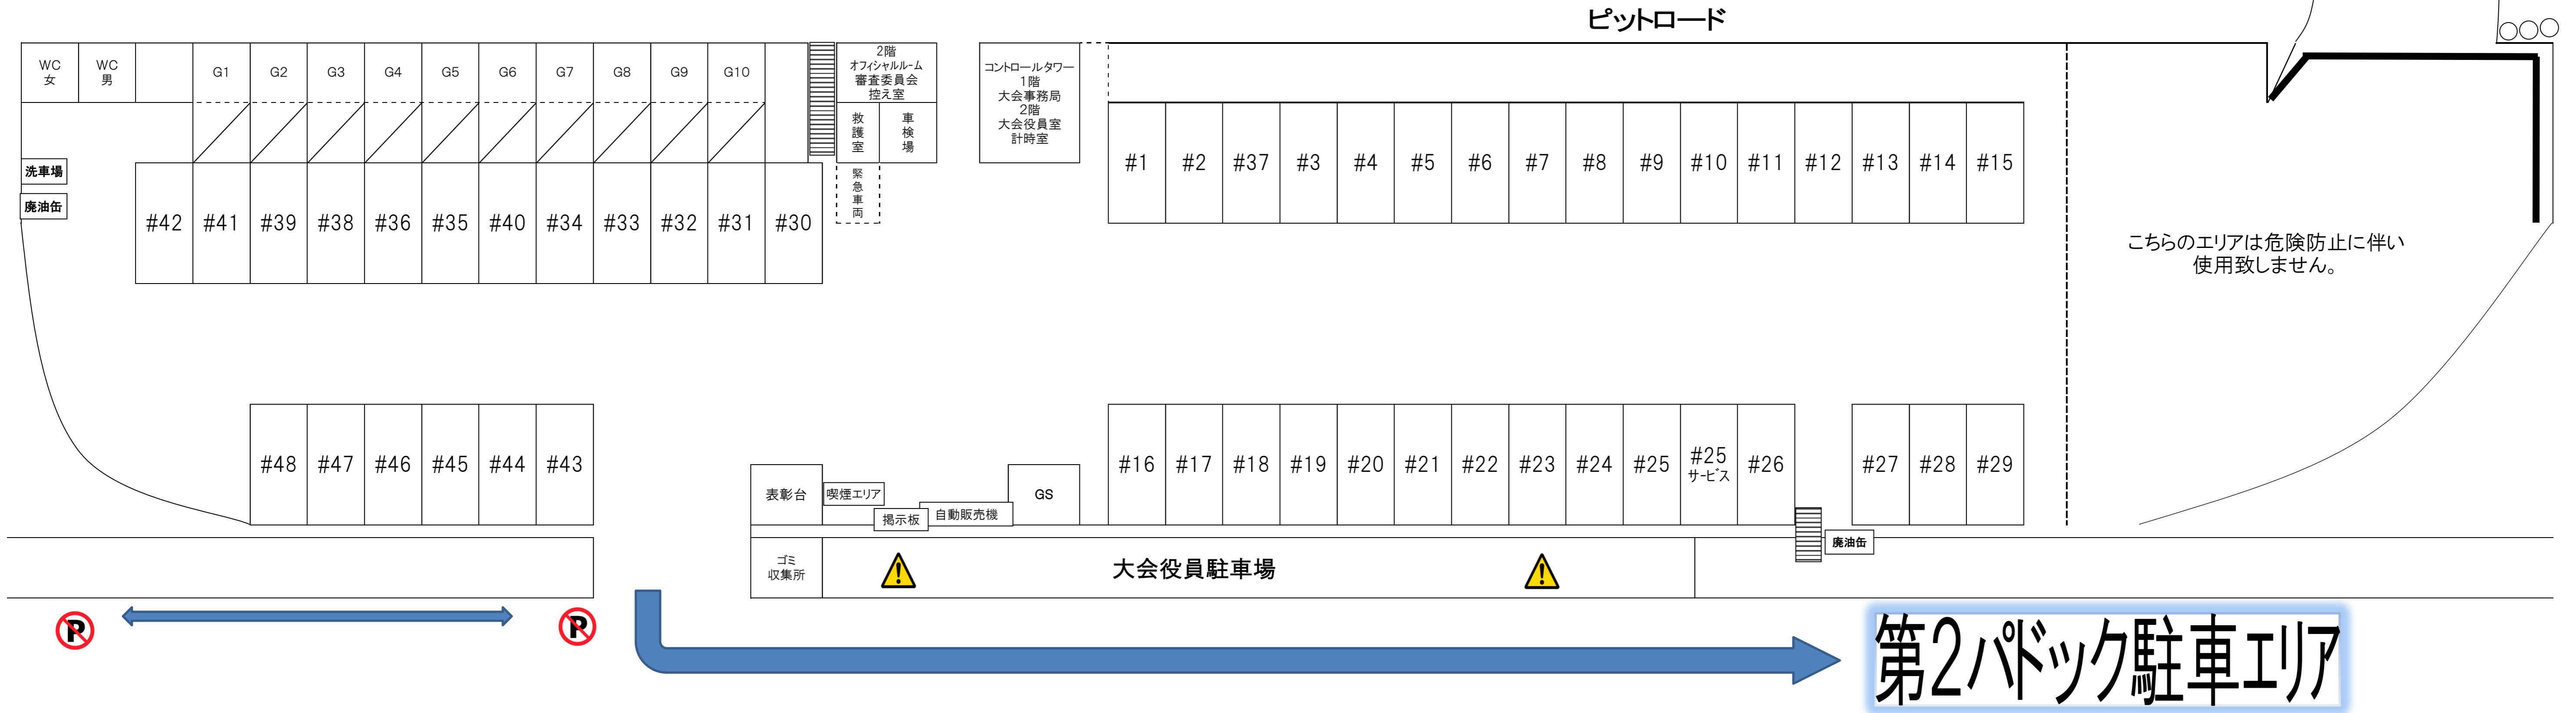 ピットロード
WC
女
WC
男
G1
G2
G3
G4
G5
G6
G7
G8
G9
G10
2階
オフィシャルルーム
審査委員会
控え室
救護室
車検場
緊急車両
コントロールタワー
1階
大会事務局
2階
大会役員室
計時室
洗車場
廃油缶
#42
#41
#39
#38
#36
#35
#40
#34
#33
#32
#31
#30
#1
#2
#37
#3
#4
#5
#6
#7
#8
#9
#10
#11
#12
#13
#14
#15
こちらのエリアは危険防止に伴い
使用致しません。
#48
#47
#46
#45
#44
#43
表彰台
喫煙エリア
掲示板
自動販売機
GS
#16
#17
#18
#19
#20
#21
#22
#23
#24
#25
#25
サービス
#26
#27
#28
#29
ゴミ
収集所
大会役員駐車場
廃油缶
P
P
第2パドック駐車エリア